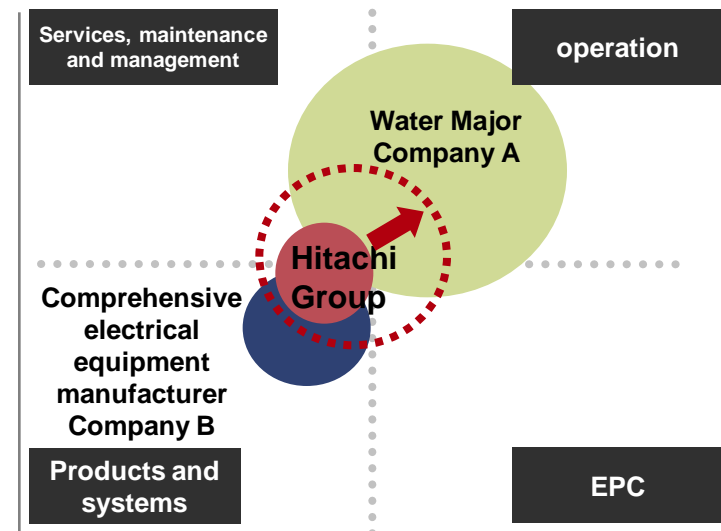 Services, maintenance
and management
operation
Water Major
Company A
Hitachi
Group
Comprehensive
electrical
equipment
manufacturer
Company B
Products and
systems
EPC